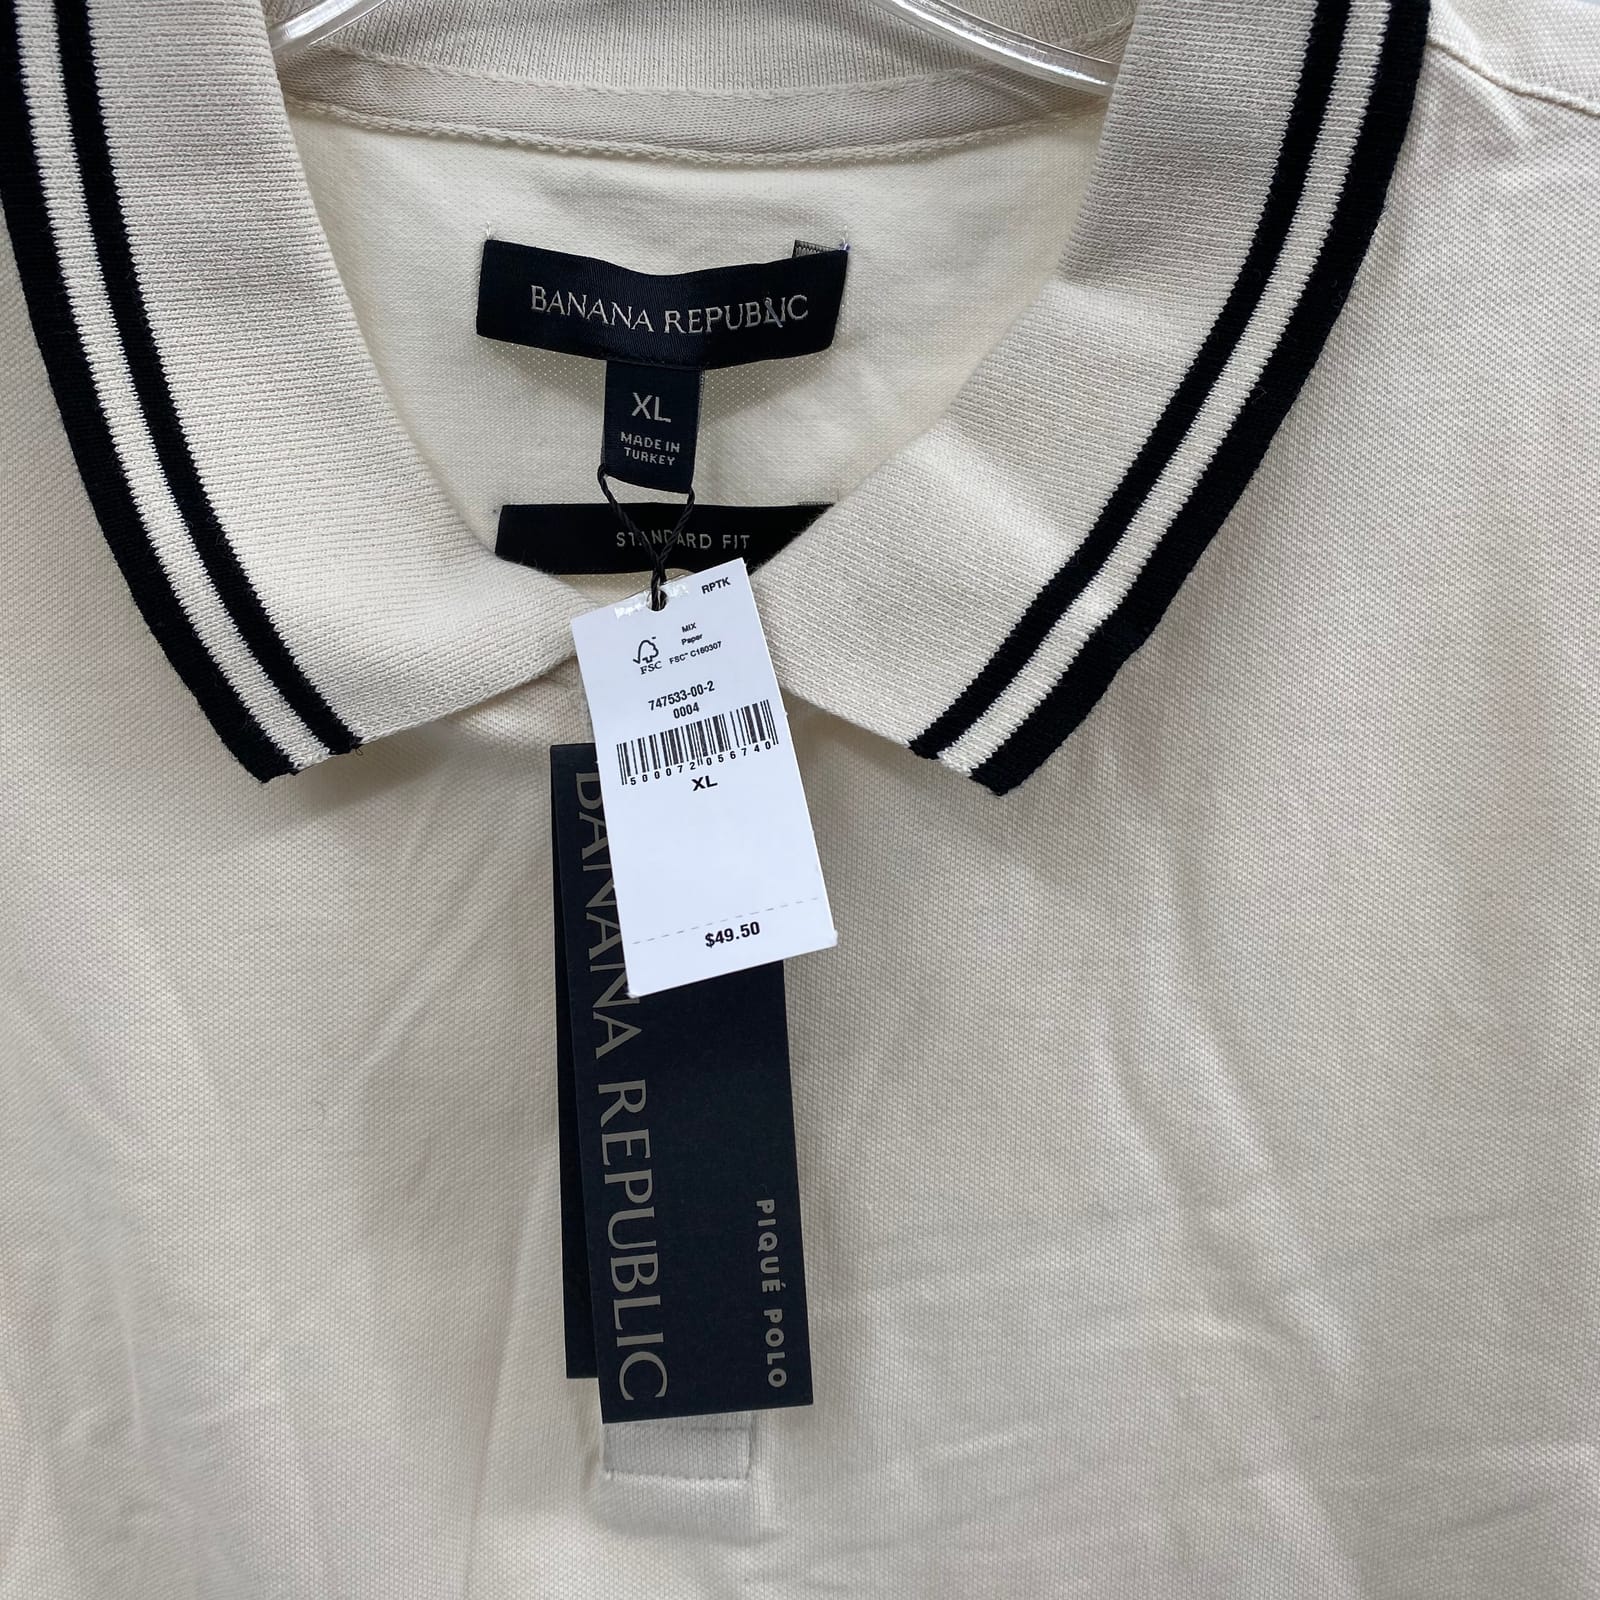 BANANA REPUBLIC
XL
MADE IN
TURKEY
STANDARD FIT
RPTK
FSC
MIX
Paper
FSC™ C160307
747533-00-2
0004
500072056740
XL
$49.50
BANANA REPUBLIC
PIQUÉ POLO